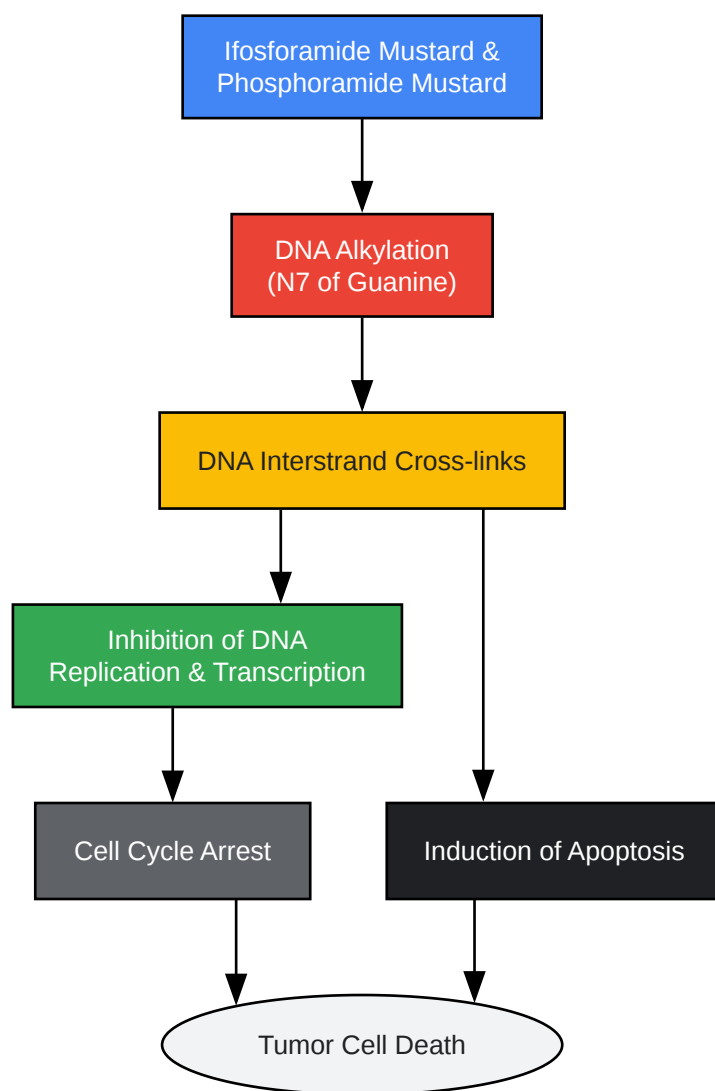 Ifosforamide Mustard &
Phosphoramide Mustard
DNA Alkylation
(N7 of Guanine)
DNA Interstrand Cross-links
Inhibition of DNA
Replication & Transcription
Cell Cycle Arrest
Induction of Apoptosis
Tumor Cell Death